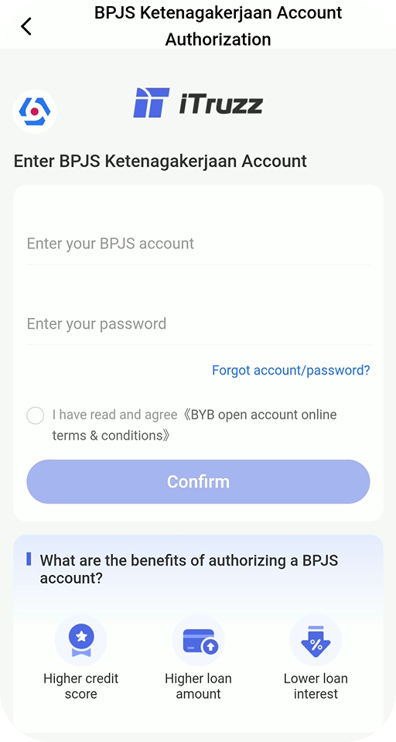 BPJS Ketenagakerjaan Account
Authorization
iTruzz
Enter BPJS Ketenagakerjaan Account
Enter your BPJS account
Enter your password
Forgot account/password?
I have read and agree《BYB open account online
terms & conditions》
Confirm
What are the benefits of authorizing a BPJS
account?
Higher credit
score
Higher loan
amount
Lower loan
interest